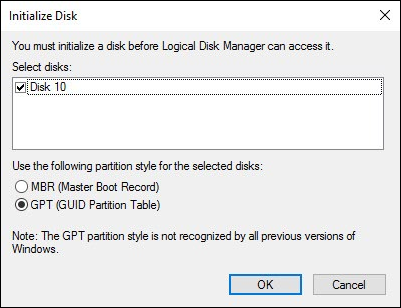 Initialize Disk
You must initialize a disk before Logical Disk Manager can access it.
Select disks:
Disk 10
Use the following partition style for the selected disks:
MBR (Master Boot Record)
GPT (GUID Partition Table)
Note: The GPT partition style is not recognized by all previous versions of
Windows.
OK
Cancel